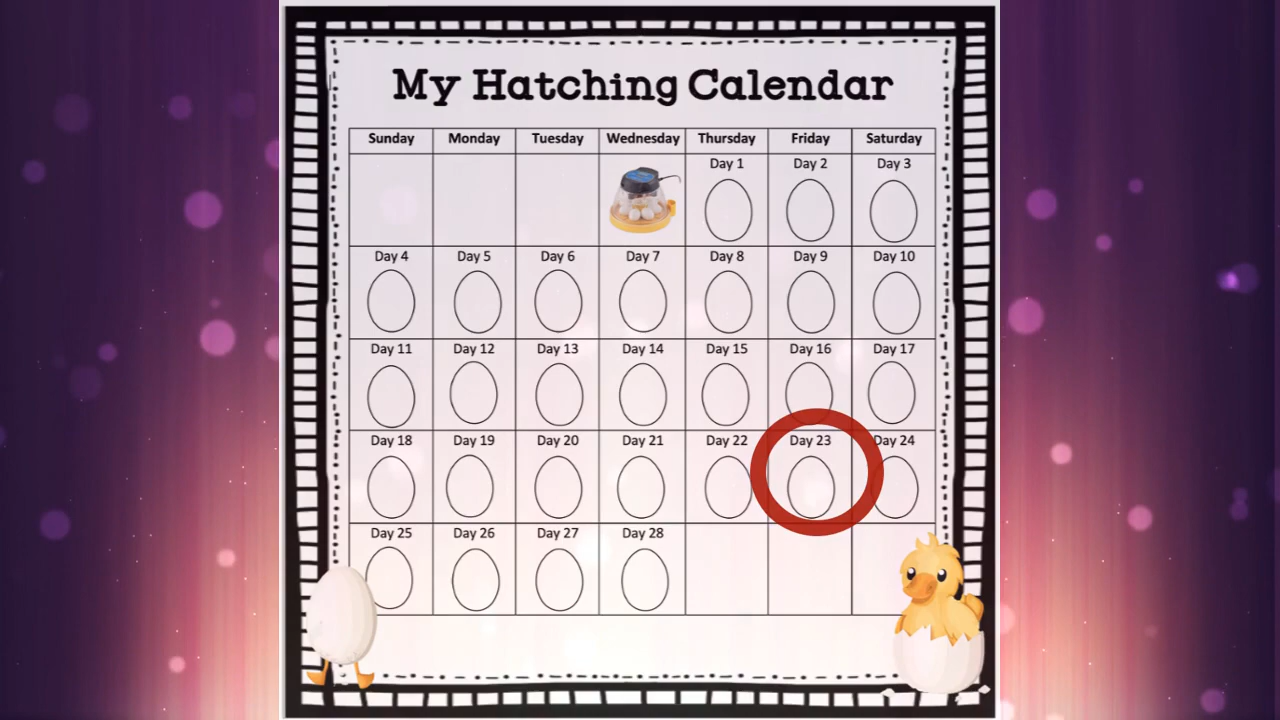 My Hatching Calendar
Sunday Monday Tuesday Wednesday Thursday Friday Saturday
Day 1 Day 2 Day 3
Day 4 Day 5 Day 6 Day 7 Day 8 Day 9 Day 10
Day 11 Day 12 Day 13 Day 14 Day 15 Day 16 Day 17
Day 18 Day 19 Day 20 Day 21 Day 22 Day 23 Day 24
Day 25 Day 26 Day 27 Day 28